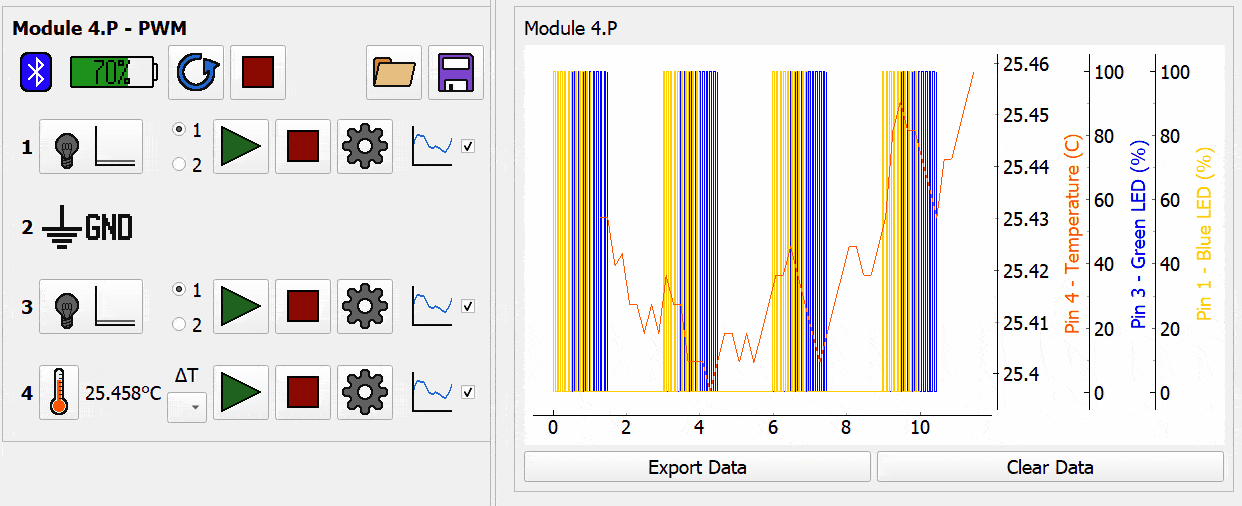 Module 4.P - PWM
70%
1
1
2
2 GND
3
1
2
4
25.458°C
ΔT
Module 4.P
25.46
25.45
25.44
25.43
25.42
25.41
25.4
Pin 4 - Temperature (C)
100
80
60
40
20
0
Pin 3 - Green LED (%)
100
80
60
40
20
0
Pin 1 - Blue LED (%)
0 2 4 6 8 10
Export Data
Clear Data